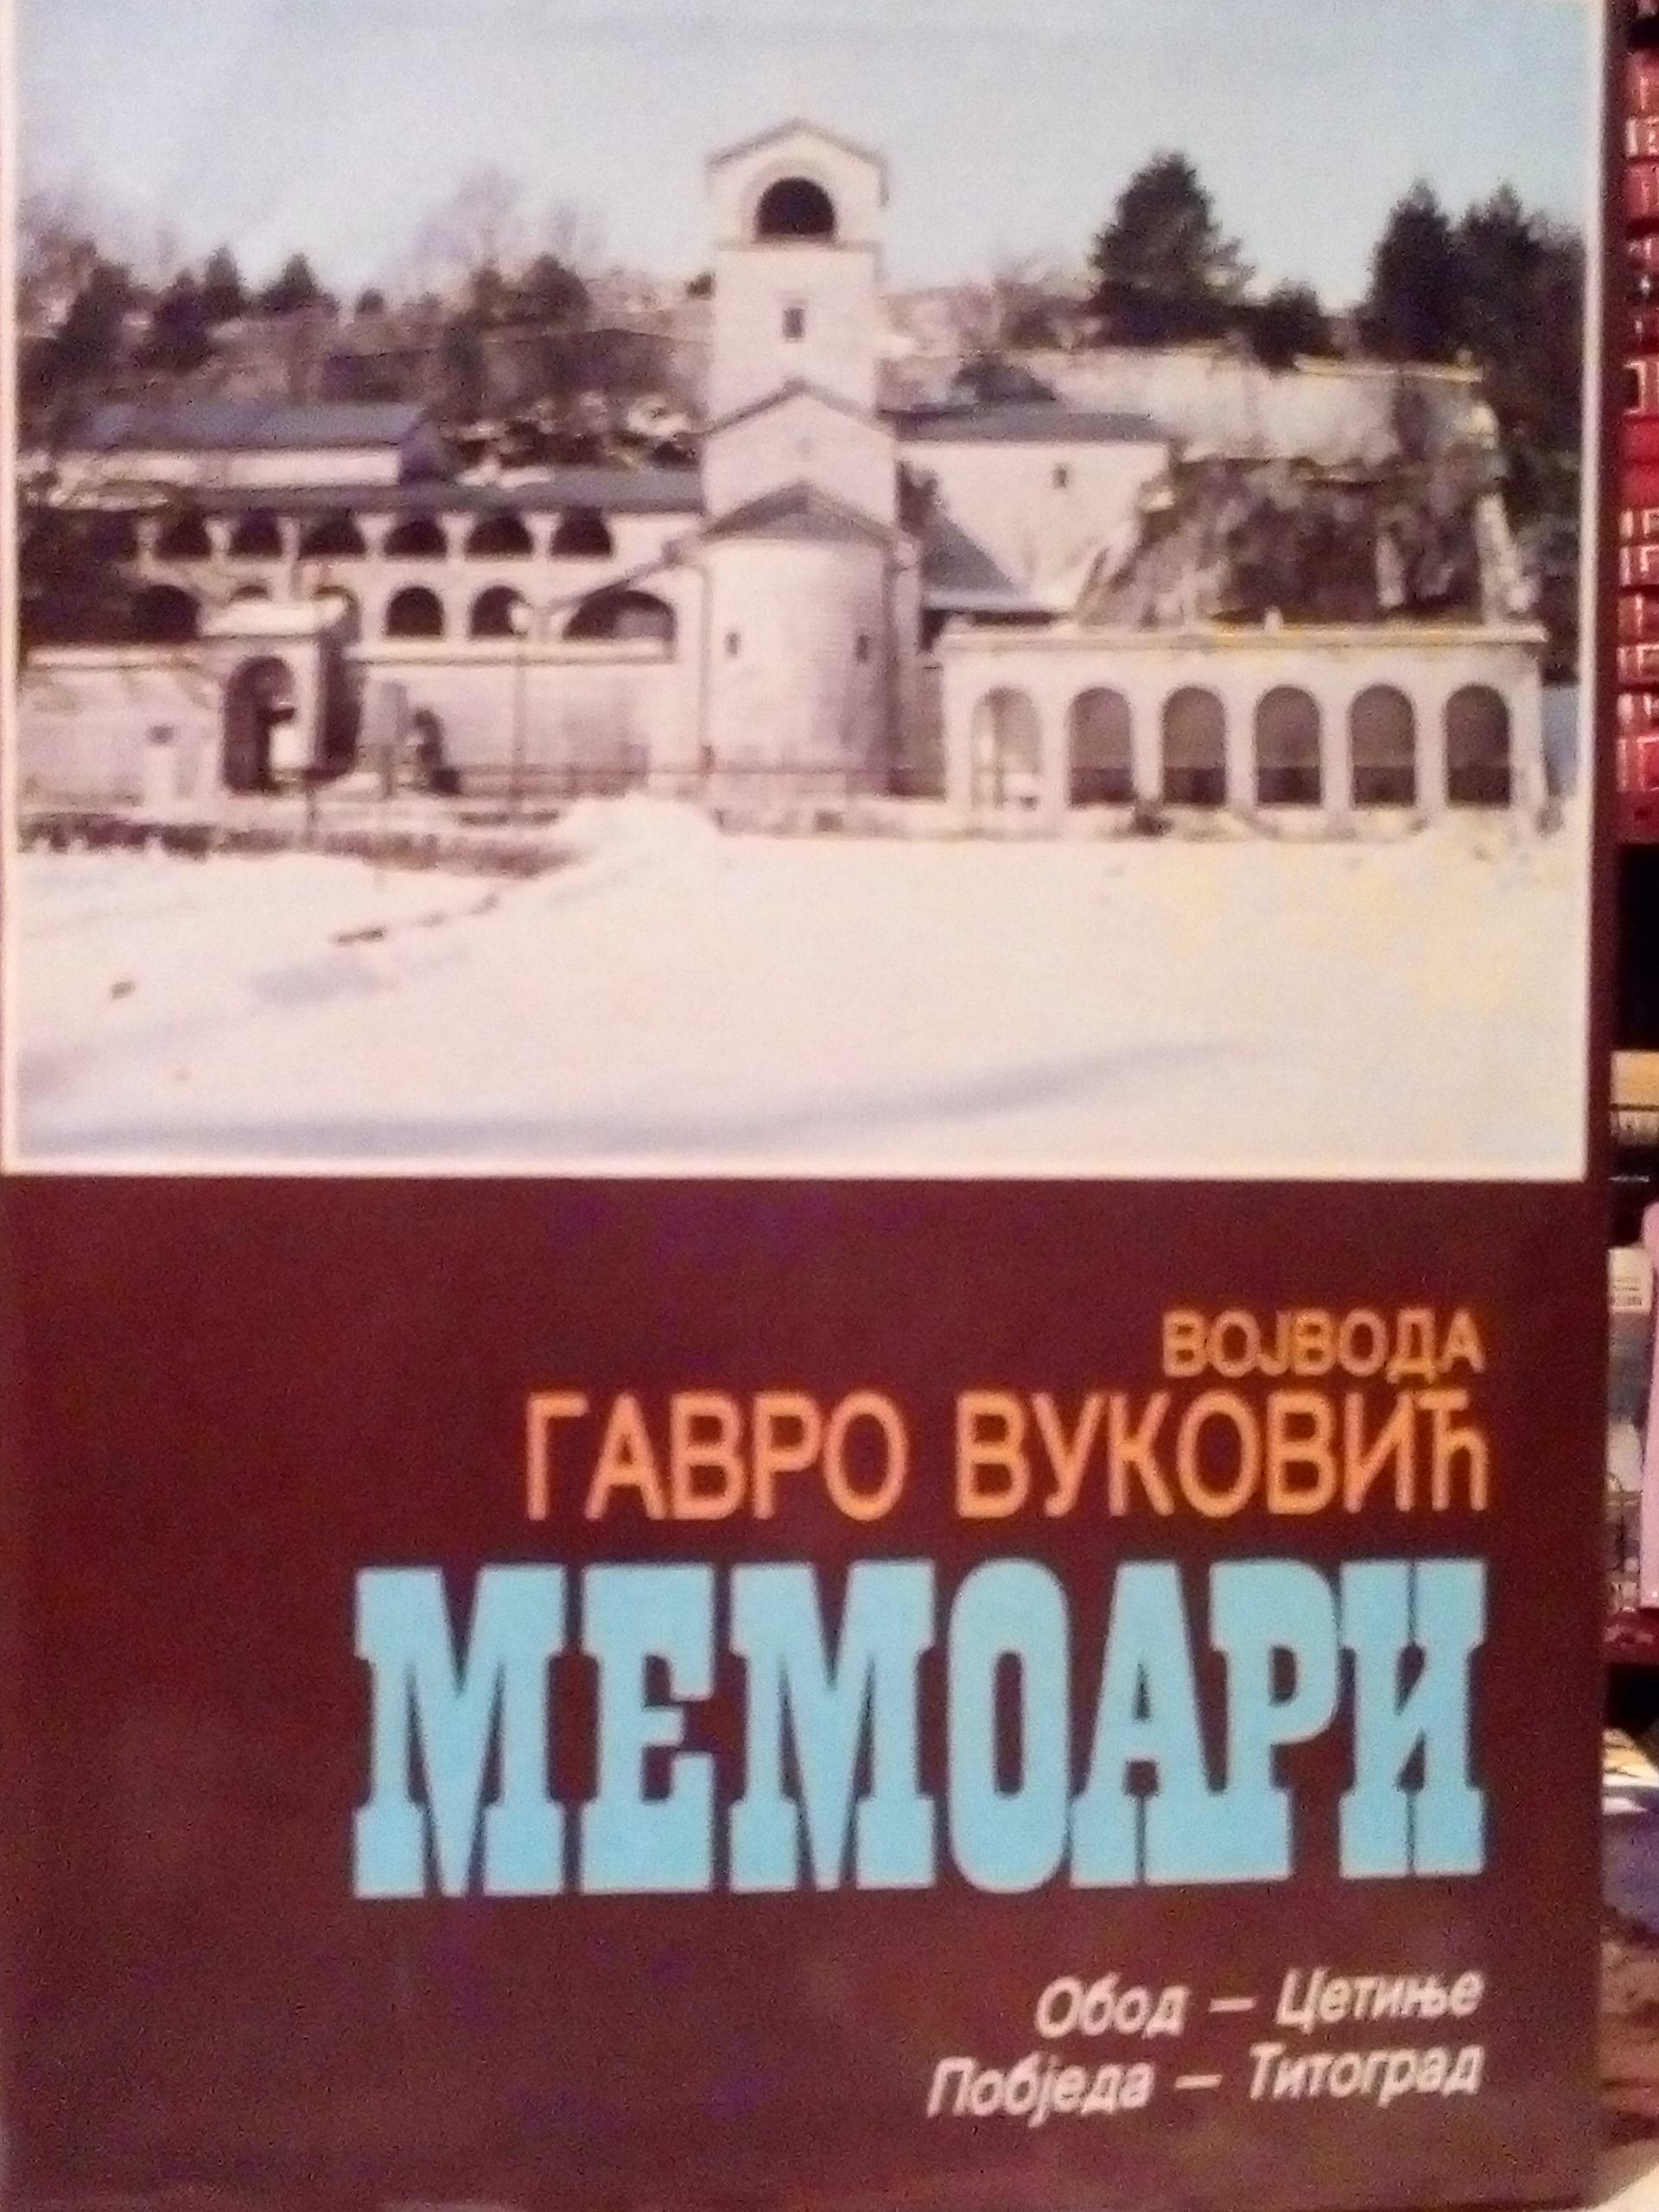 ВОЈВОДА
ГАВРО ВУКОВИЋ
МЕМОАРИ
Обод — Цетиње
Побједа — Титоград